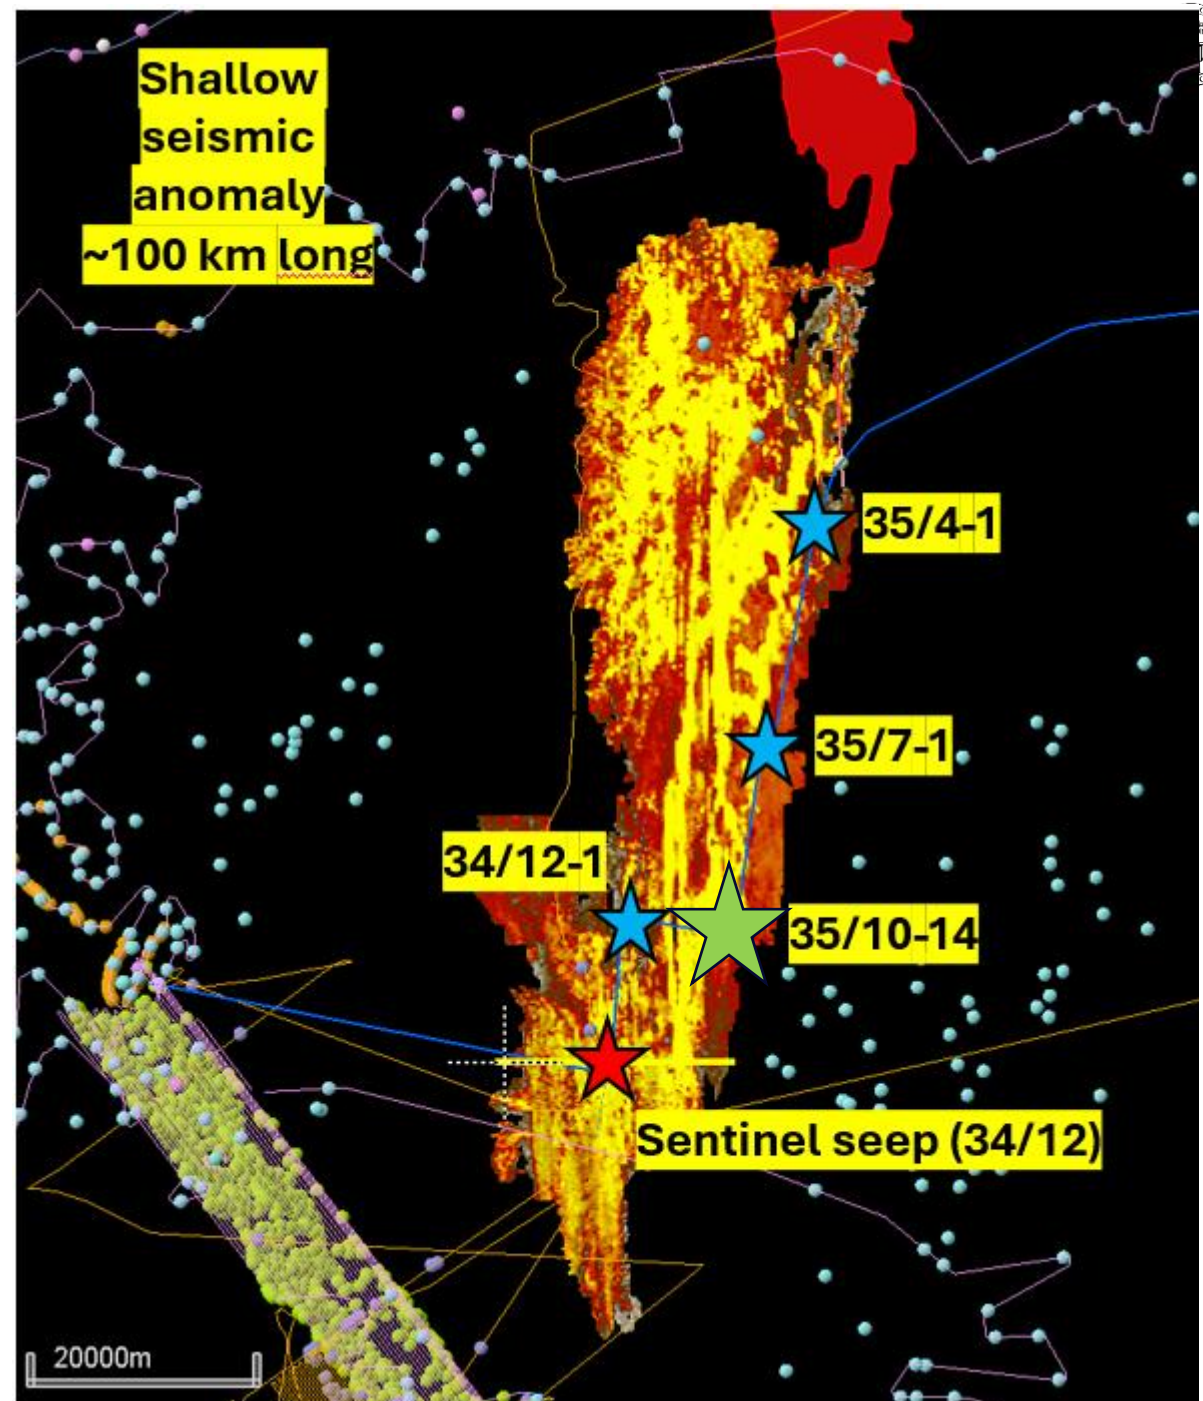 Shallow
seismic
anomaly
~100 km long
35/4-1
35/7-1
34/12-1
35/10-14
Sentinel seep (34/12)
20000m